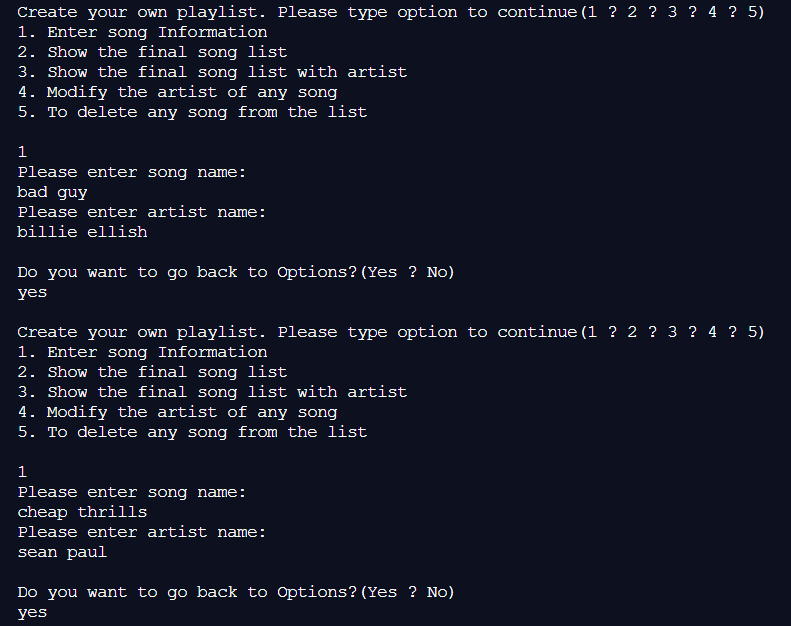 Create your own playlist. Please type option to continue(1 ? 2 ? 3 ? 4 ? 5)
1. Enter song Information
2. Show the final song list
3. Show the final song list with artist
4. Modify the artist of any song
5. To delete any song from the list
1
Please enter song name:
bad guy
Please enter artist name:
billie ellish
Do you want to go back to Options?(Yes ? No)
yes
Create your own playlist. Please type option to continue(1 ? 2 ? 3 ? 4 ? 5)
1. Enter song Information
2. Show the final song list
3. Show the final song list with artist
4. Modify the artist of any song
5. To delete any song from the list
1
Please enter song name:
cheap thrills
Please enter artist name:
sean paul
Do you want to go back to Options?(Yes ? No)
yes